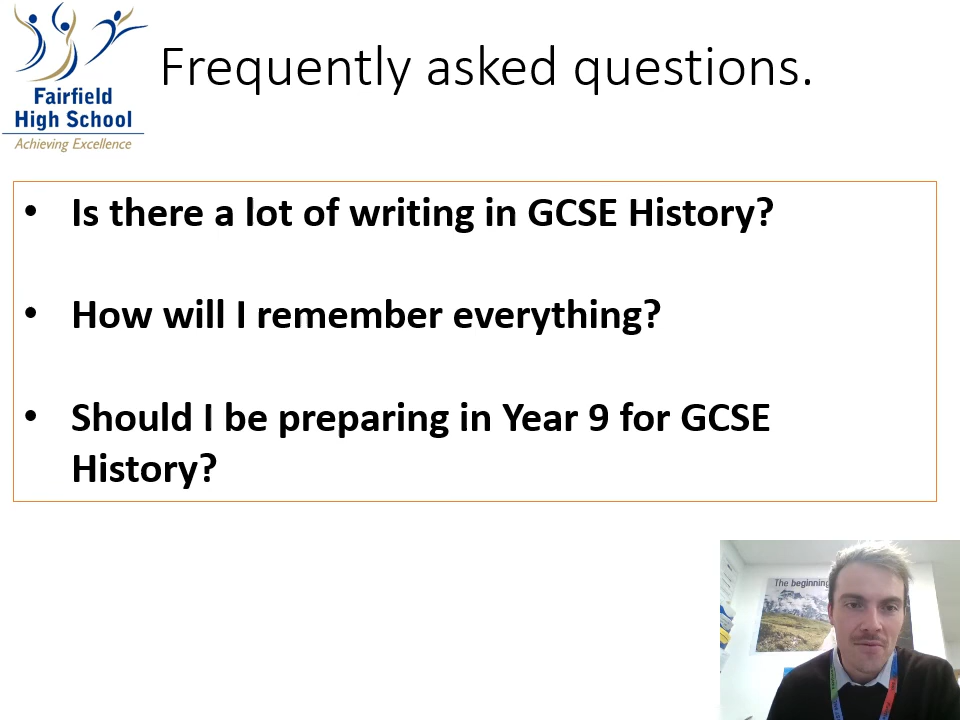 Fairfield
High School
Achieving Excellence
Frequently asked questions.
• Is there a lot of writing in GCSE History?
• How will I remember everything?
• Should I be preparing in Year 9 for GCSE
History?
The beginning